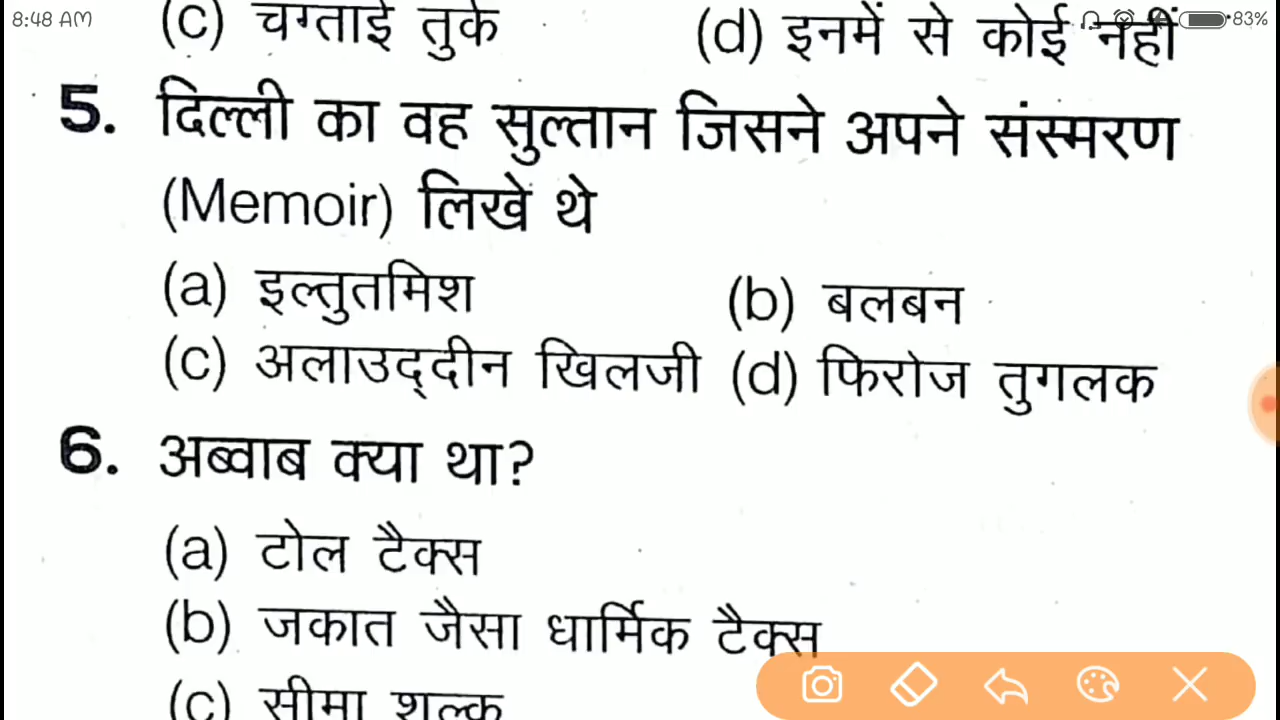 8:48 AM
83%
(c) चग्ताई तुर्क (d) इनमें से कोई नहीं
5. दिल्ली का वह सुल्तान जिसने अपने संस्मरण
(Memoir) लिखे थे
(a) इल्तुतमिश (b) बलबन
(c) अलाउद्दीन खिलजी (d) फिरोज तुगलक
6. अब्वाब क्या था?
(a) टोल टैक्स
(b) जकात जैसा धार्मिक टैक्स
(c) सीमा शुल्क